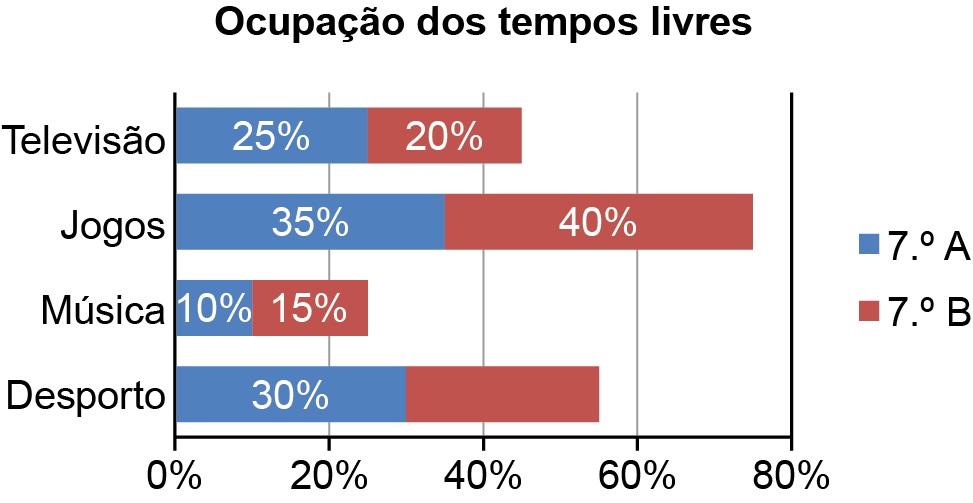 Ocupação dos tempos livres
Televisão 25% 20%
Jogos 35% 40%
Música 10% 15%
Desporto 30%
0% 20% 40% 60% 80%
7.º A
7.º B